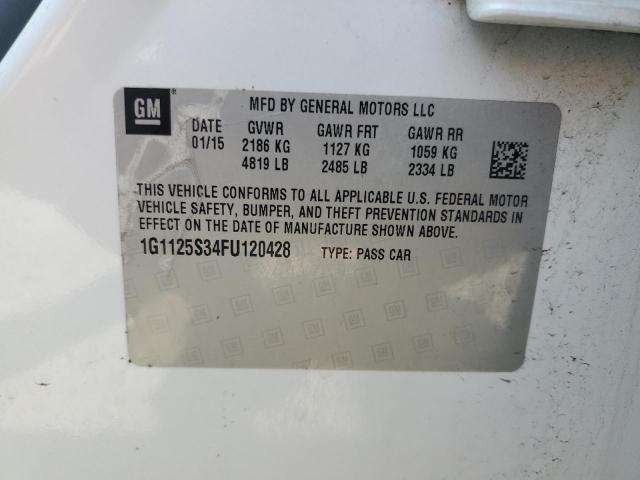 GM ® MFD BY GENERAL MOTORS LLC
DATE GVWR GAWR FRT GAWR RR
01/15 2186 KG 1127 KG 1059 KG
4819 LB 2485 LB 2334 LB
THIS VEHICLE CONFORMS TO ALL APPLICABLE U.S. FEDERAL MOTOR
VEHICLE SAFETY, BUMPER, AND THEFT PREVENTION STANDARDS IN
EFFECT ON THE DATE OF MANUFACTURE SHOWN ABOVE.
1G1125S34FU120428 TYPE: PASS CAR